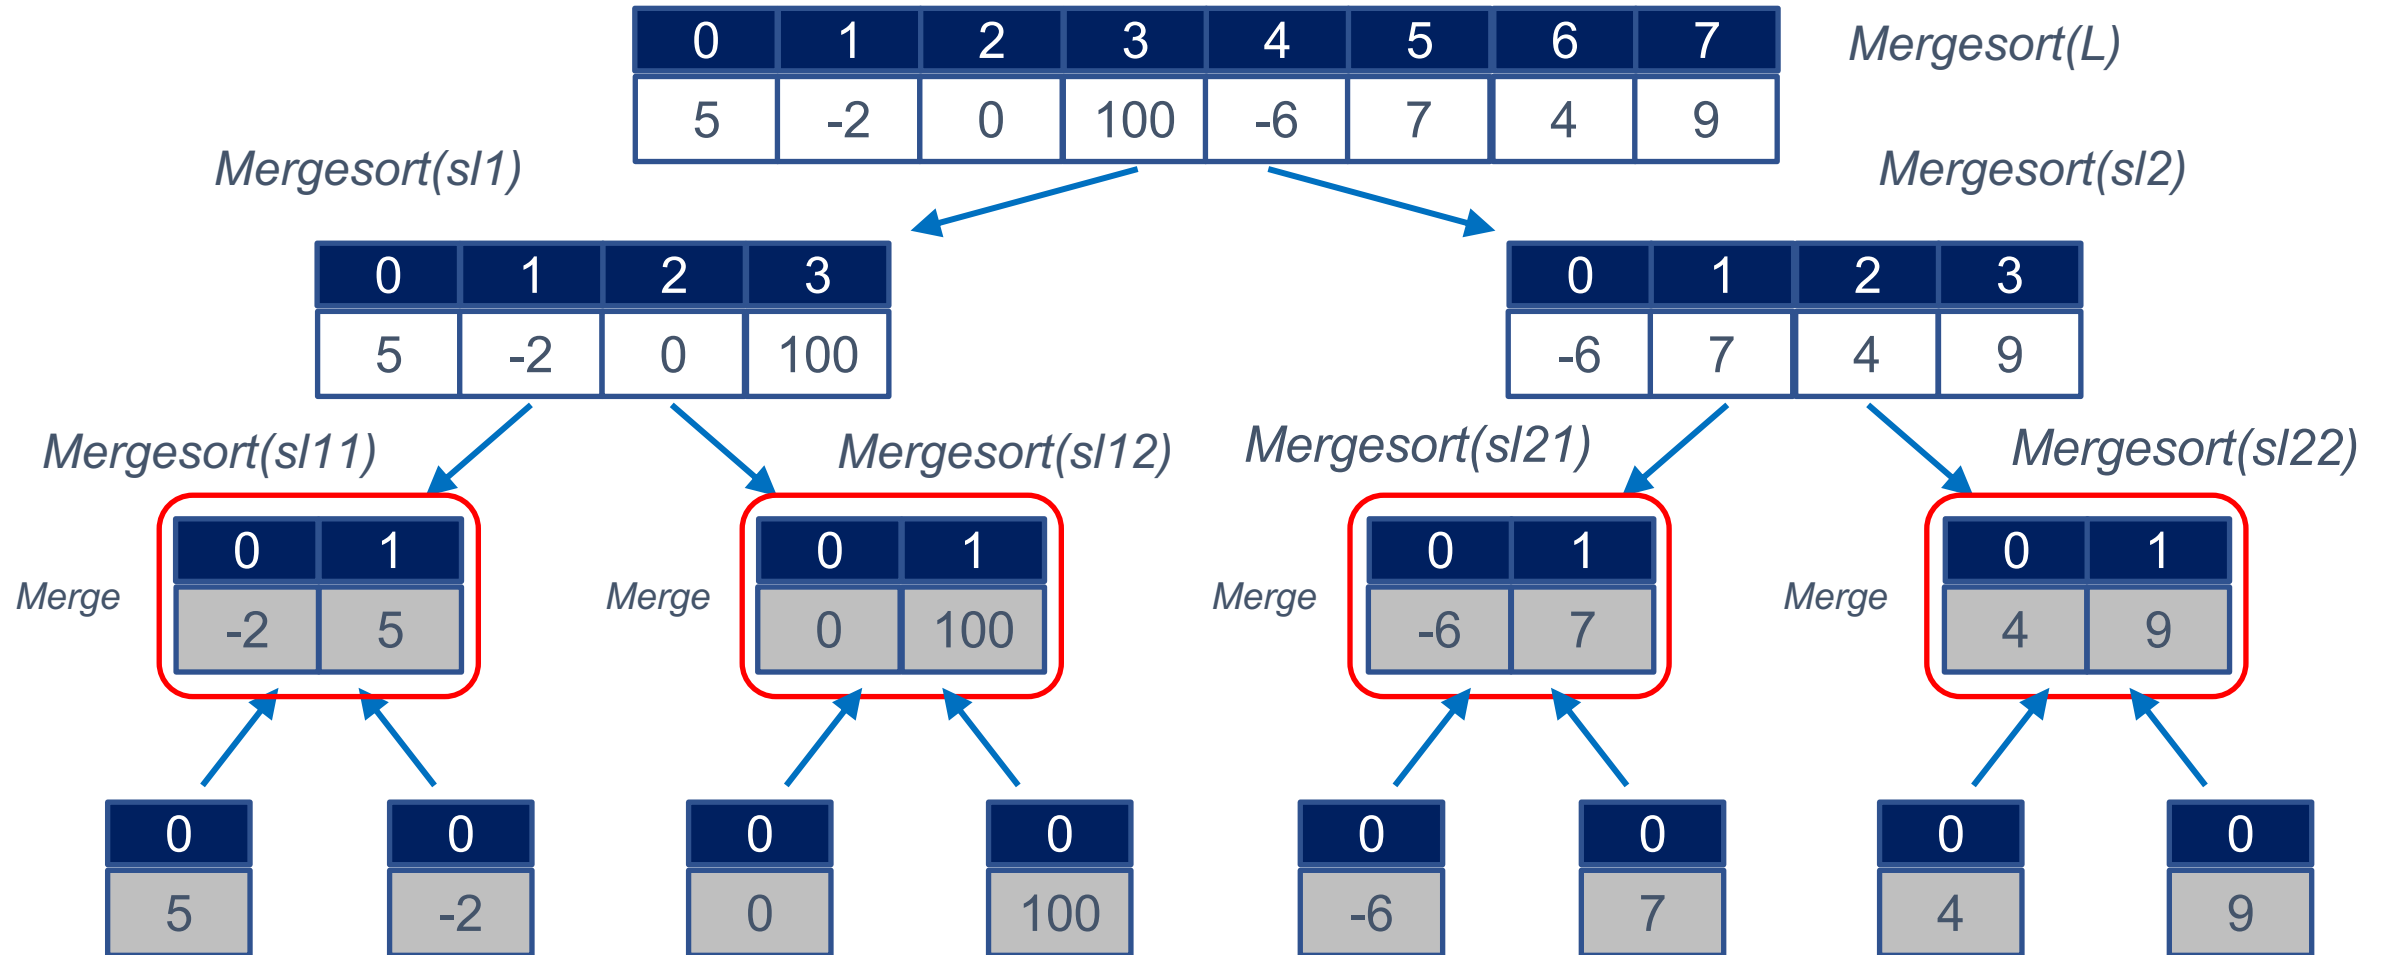 0 1 2 3 4 5 6 7
Mergesort(L)
5 -2 0 100 -6 7 4 9
Mergesort(sl1)
Mergesort(sl2)
0 1 2 3
0 1 2 3
5 -2 0 100
-6 7 4 9
Mergesort(sl11)
Mergesort(sl12)
Mergesort(sl21)
Mergesort(sl22)
0 1
0 1
0 1
0 1
Merge
-2 5
Merge
0 100
Merge
-6 7
Merge
4 9
0
0
0
0
0
0
0
0
5
-2
0
100
-6
7
4
9